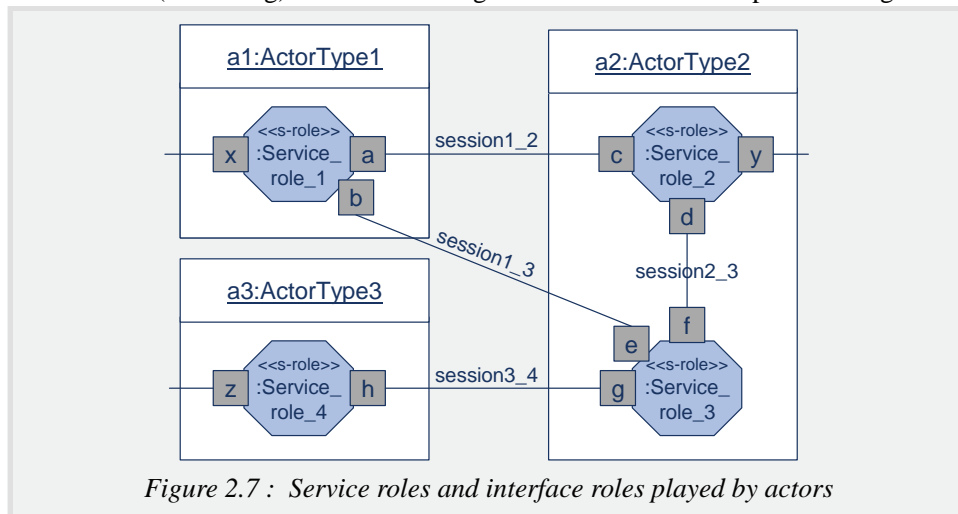 a1:ActorType1
a2:ActorType2
<<s-role>>
:Service_
role_1
x
a
b
session1_2
<<s-role>>
:Service_
role_2
c
y
d
session1_3
session2_3
a3:ActorType3
<<s-role>>
:Service_
role_4
z
h
session3_4
e
f
g
<<s-role>>
:Service_
role_3
Figure 2.7 : Service roles and interface roles played by actors